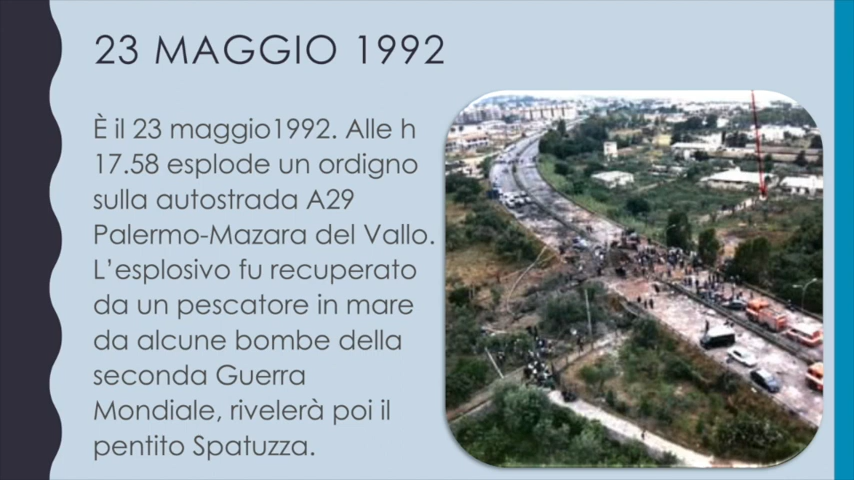 23 MAGGIO 1992
È il 23 maggio1992. Alle h
17.58 esplode un ordigno
sulla autostrada A29
Palermo-Mazara del Vallo.
L'esplosivo fu recuperato
da un pescatore in mare
da alcune bombe della
seconda Guerra
Mondiale, rivelerà poi il
pentito Spatuzza.